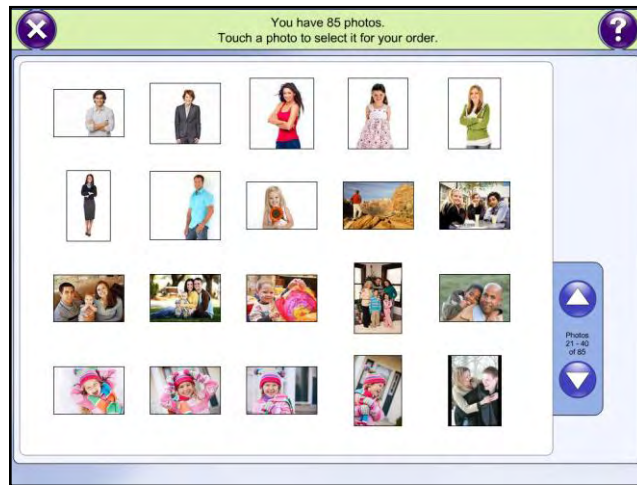 You have 85 photos.
Touch a photo to select it for your order.
?
Photos
21 - 40
of 85